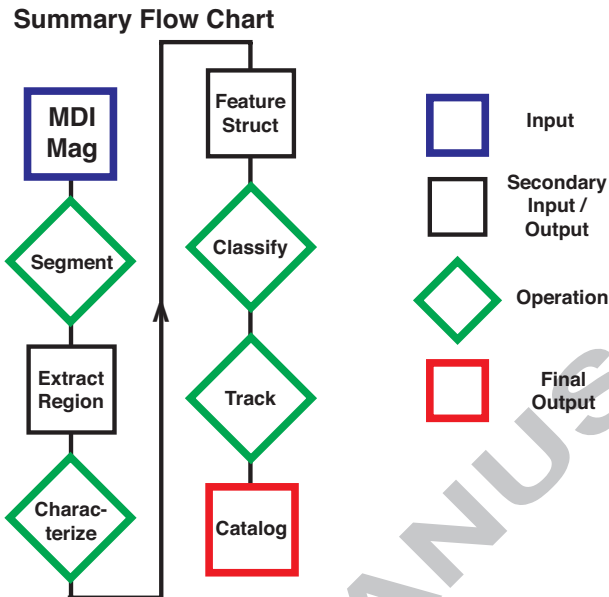 Summary Flow Chart
MDI
Mag
Segment
Extract
Region
Charac-
terize
Feature
Struct
Classify
Track
Catalog
Input
Secondary
Input /
Output
Operation
Final
Output
ANUS